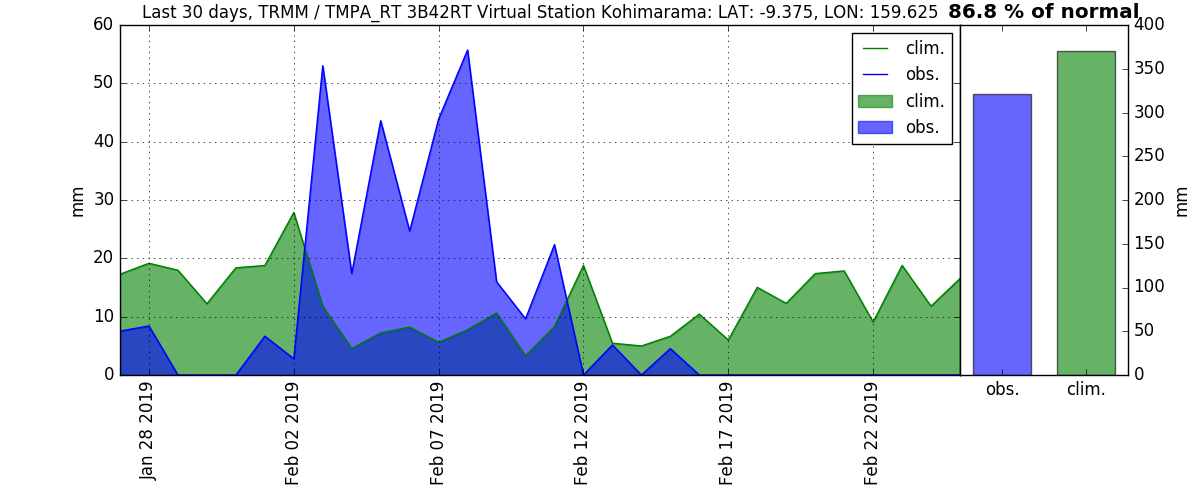 Last 30 days, TRMM / TMPA_RT 3B42RT Virtual Station Kohimarama: LAT: -9.375, LON: 159.625
86.8 % of normal
mm
60
50
40
30
20
10
0
clim.
obs.
clim.
obs.
Jan 28 2019
Feb 02 2019
Feb 07 2019
Feb 12 2019
Feb 17 2019
Feb 22 2019
400
350
300
250
200
150
100
50
0
mm
obs.
clim.